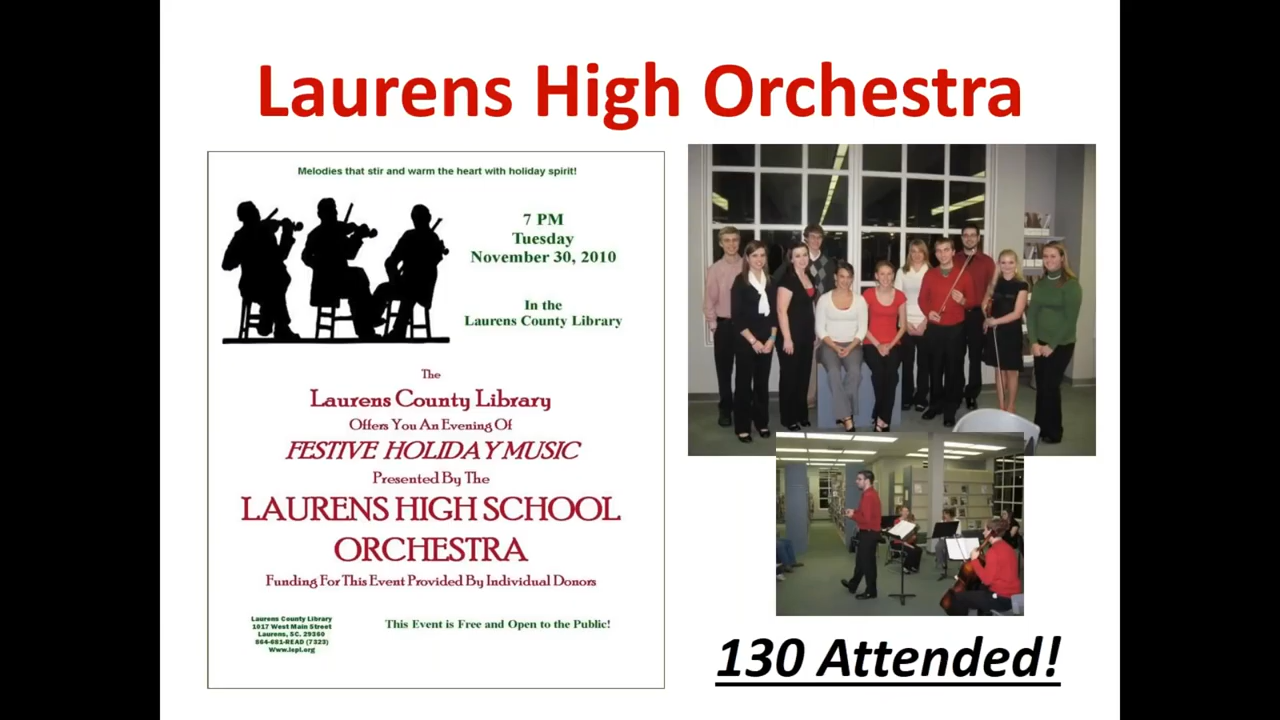 Laurens High Orchestra
Melodies that stir and warm the heart with holiday spirit!
7 PM
Tuesday
November 30, 2010
In the
Laurens County Library
The
Laurens County Library
Offers You An Evening Of
FESTIVE HOLIDAY MUSIC
Presented By The
LAURENS HIGH SCHOOL
ORCHESTRA
Funding For This Event Provided By Individual Donors
Laurens County Library
1017 West Main Street
Laurens, SC. 29360
864-681-READ (7323)
Www.lcpl.org
This Event is Free and Open to the Public!
130 Attended!